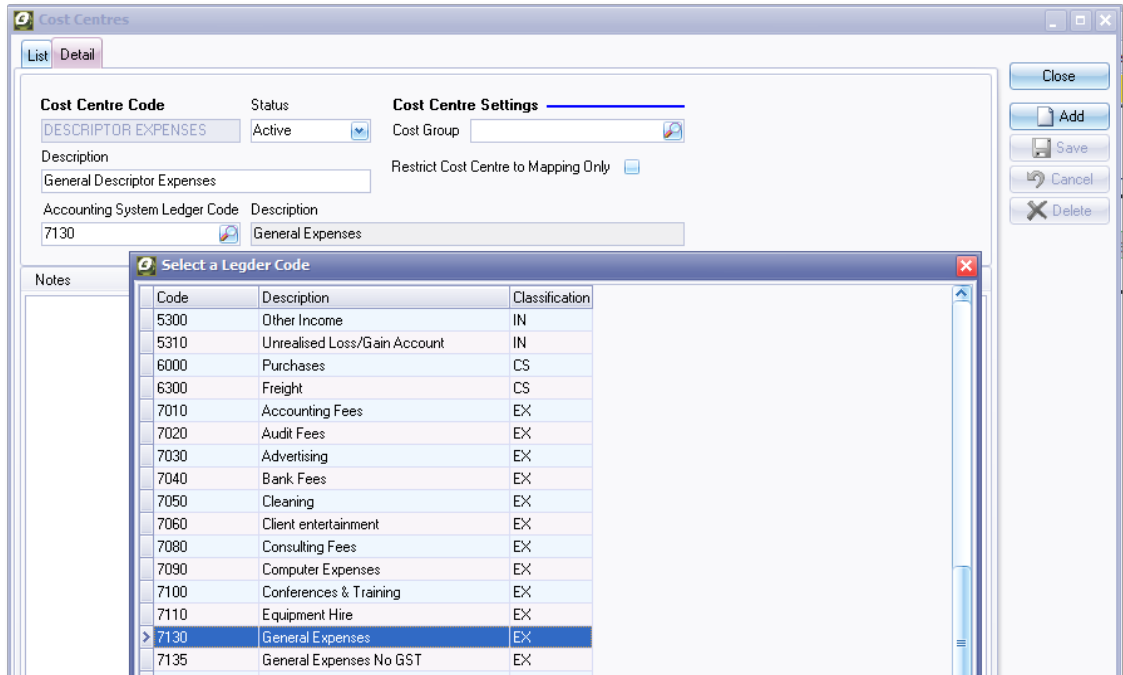 Cost Centres
List Detail
Close
Add
Save
Cancel
Delete
Cost Centre Code Status Cost Centre Settings
DESCRIPTOR EXPENSES Active Cost Group
Description
Restrict Cost Centre to Mapping Only
General Descriptor Expenses
Accounting System Ledger Code Description
7130 General Expenses
Notes
Select a Legder Code
Code Description Classification
5300 Other Income IN
5310 Unrealised Loss/Gain Account IN
6000 Purchases CS
6300 Freight CS
7010 Accounting Fees EX
7020 Audit Fees EX
7030 Advertising EX
7040 Bank Fees EX
7050 Cleaning EX
7060 Client entertainment EX
7080 Consulting Fees EX
7090 Computer Expenses EX
7100 Conferences & Training EX
7110 Equipment Hire EX
7130 General Expenses EX
7135 General Expenses No GST EX